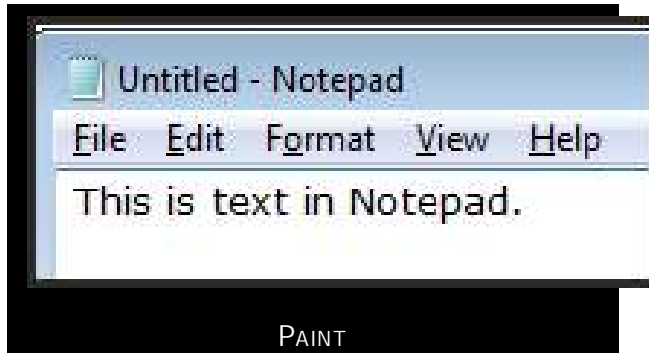 Untitled - Notepad
File Edit Format View Help
This is text in Notepad.
PAINT